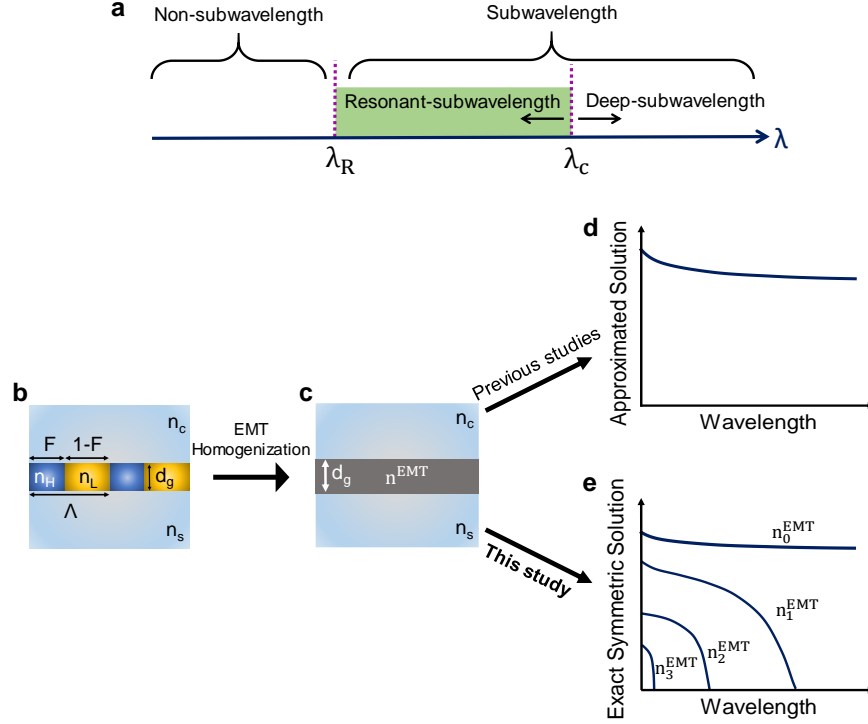 a
Non-subwavelength
Subwavelength
Resonant-subwavelength
Deep-subwavelength
λ
λR
λc
b
nc
F
1-F
nH
nL
dg
Λ
ns
EMT
Homogenization
c
nc
dg
nEMT
ns
Previous studies
This study
d
Approximated Solution
Wavelength
e
Exact Symmetric Solution
n0EMT
n1EMT
n2EMT
n3EMT
Wavelength